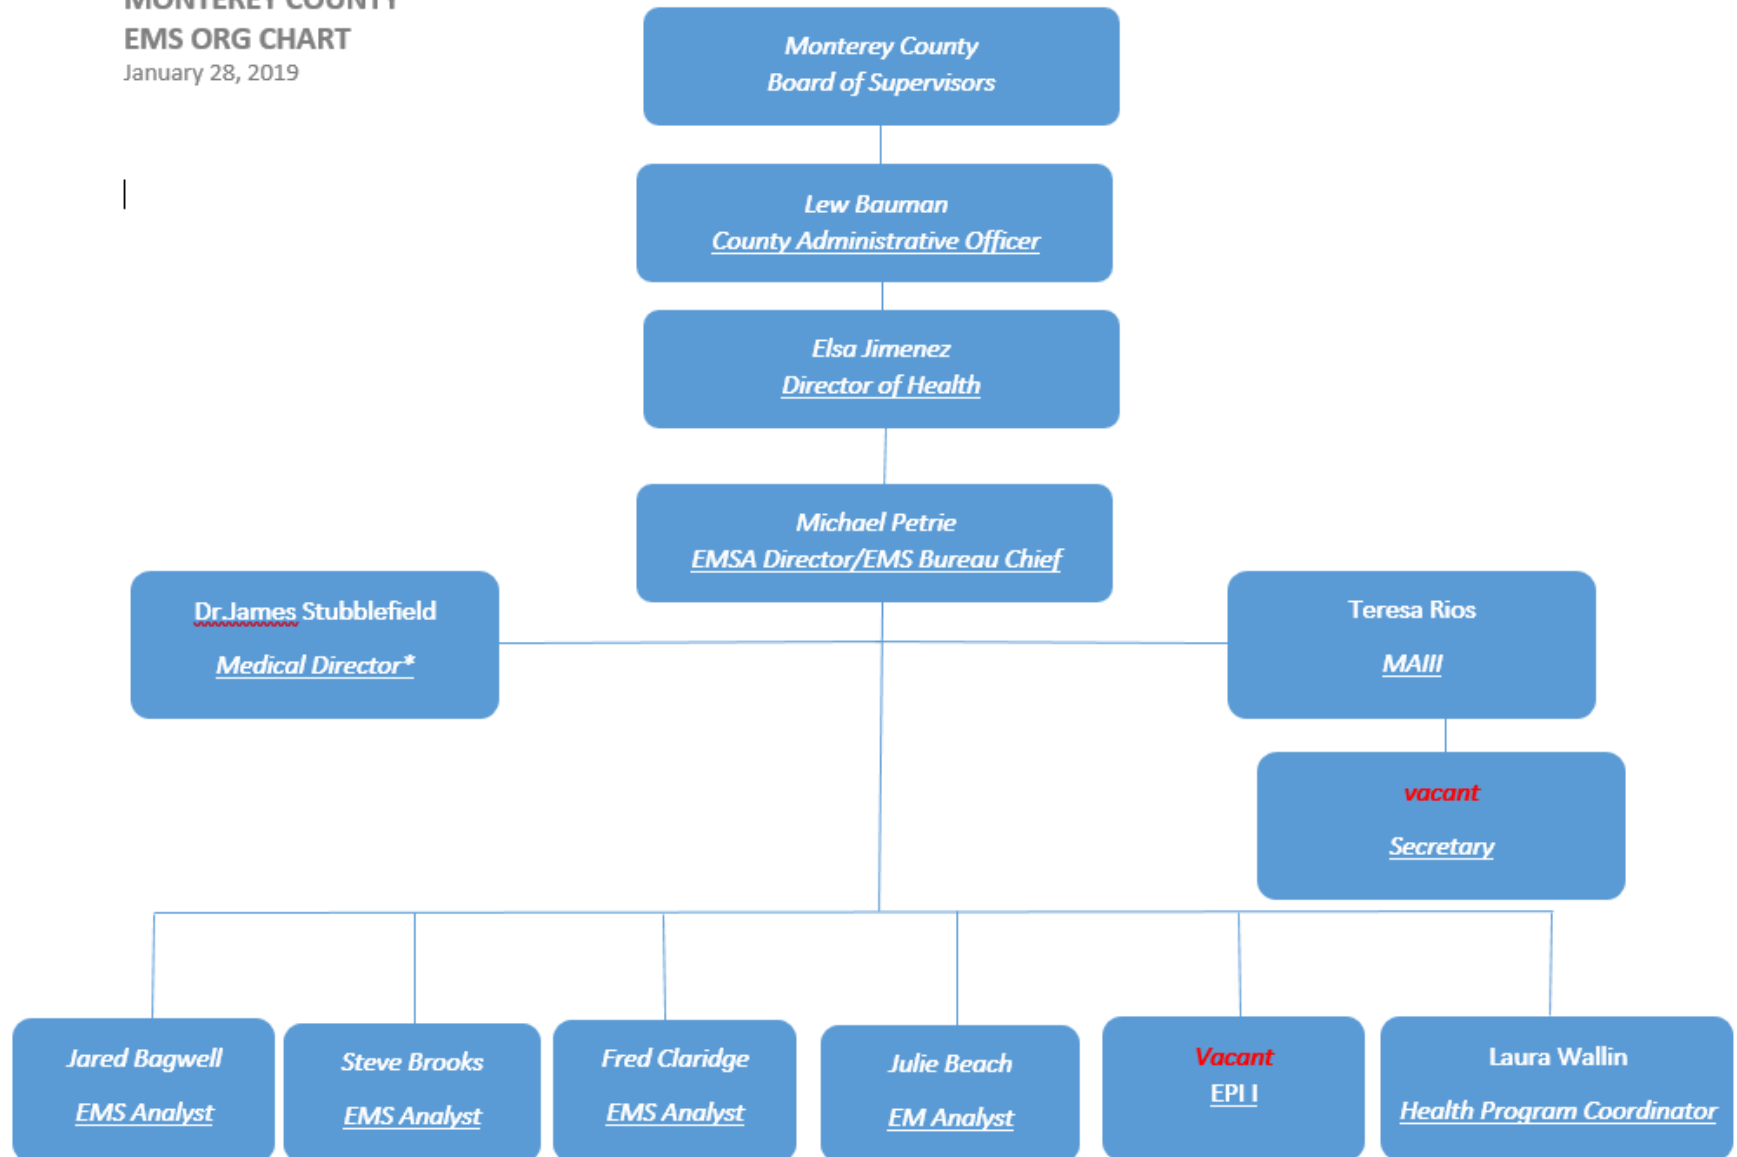 MONTEREY COUNTY
EMS ORG CHART
January 28, 2019
Monterey County
Board of Supervisors
Lew Bauman
County Administrative Officer
Elsa Jimenez
Director of Health
Michael Petrie
EMSA Director/EMS Bureau Chief
Dr.James Stubblefield
Medical Director*
Teresa Rios
MAIII
vacant
Secretary
Jared Bagwell
EMS Analyst
Steve Brooks
EMS Analyst
Fred Claridge
EMS Analyst
Julie Beach
EM Analyst
Vacant
EPI I
Laura Wallin
Health Program Coordinator